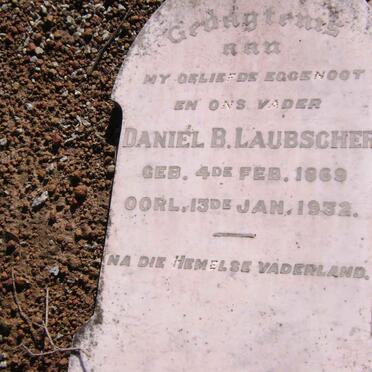 Gedagtenis
aan
MY GELIEFDE EGGENOOT
EN ONS VADER
DANIEL B. LAUBSCHER
GEB. 4DE FEB. 1869
OORL. 13DE JAN. 1932.
NA DIE HEMELSE VADERLAND.